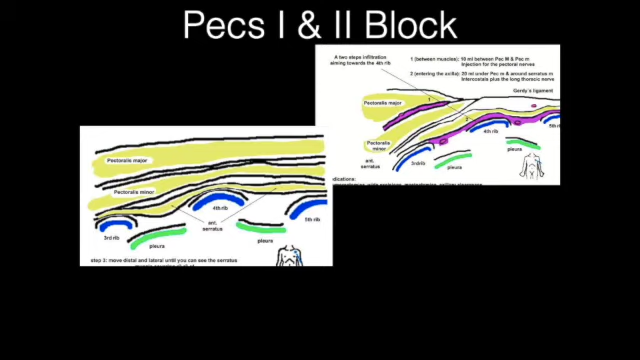 Pecs I & II Block
A two steps infiltration
aiming towards the 4th rib
1 (between muscles) : 10 ml between Pec M & Pec m
Injection for the pectoral nerves
2 (entering the axilla) : 20 ml under Pec m & around serratus m
Intercostals plus the long thoracic nerve
Gerdy's ligament
Pectoralis major
1
2
Pectoralis
minor
ant.
serratus
3rd rib
4th rib
5th r
pleura
pleura
Pectoralis major
Pectoralis minor
4th rib
ant.
serratus
3rd rib
5th rib
pleura
pleura
step 3: move distal and lateral until you can see the serratus